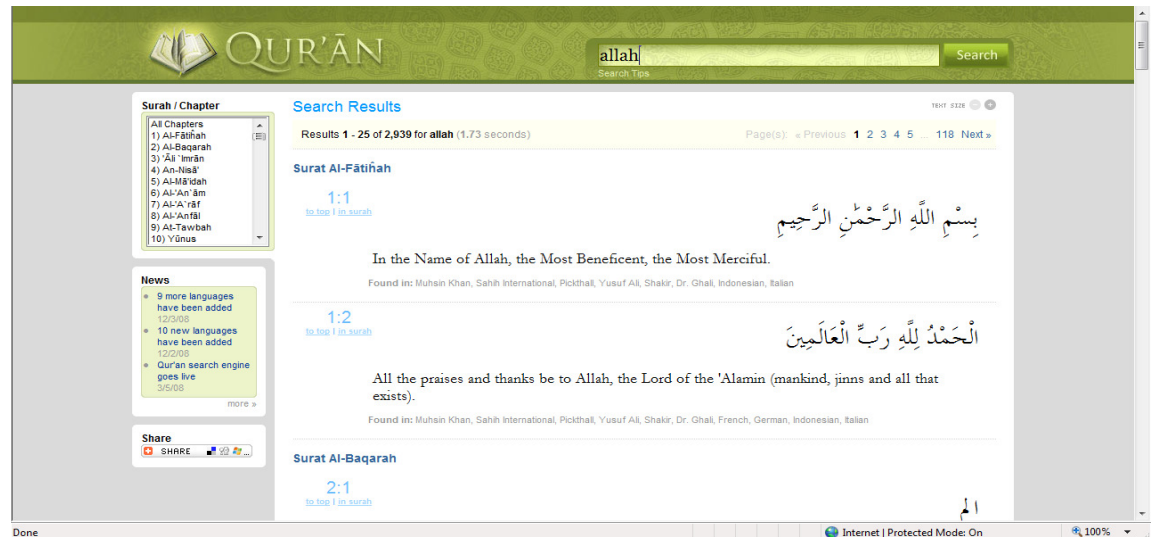 QUR'ĀN
allah
Search
Search Tips
Surah / Chapter
All Chapters
1) Al-Fātiĥah
2) Al-Baqarah
3) 'Āli `Imrān
4) An-Nisā'
5) Al-Mā'idah
6) Al-'An`ām
7) Al-'A`rāf
8) Al-'Anfāl
9) At-Tawbah
10) Yūnus
News
9 more languages
have been added
12/3/08
10 new languages
have been added
12/2/08
Qur'an search engine
goes live
3/5/08
more »
Share
SHARE
Search Results
TEXT SIZE
Results 1 - 25 of 2,939 for allah (1.73 seconds)
Page(s): « Previous 1 2 3 4 5 ... 118 Next »
Surat Al-Fātiĥah
1:1
to top | in surah
بِسْمِ اللَّهِ الرَّحْمَٰنِ الرَّحِيمِ
In the Name of Allah, the Most Beneficent, the Most Merciful.
Found in: Muhsin Khan, Sahih International, Pickthall, Yusuf Ali, Shakir, Dr. Ghali, Indonesian, Italian
1:2
to top | in surah
الْحَمْدُ لِلَّهِ رَبِّ الْعَالَمِينَ
All the praises and thanks be to Allah, the Lord of the 'Alamin (mankind, jinns and all that
exists).
Found in: Muhsin Khan, Sahih International, Pickthall, Yusuf Ali, Shakir, Dr. Ghali, French, German, Indonesian, Italian
Surat Al-Baqarah
2:1
to top | in surah
الم
Done
Internet | Protected Mode: On
100%